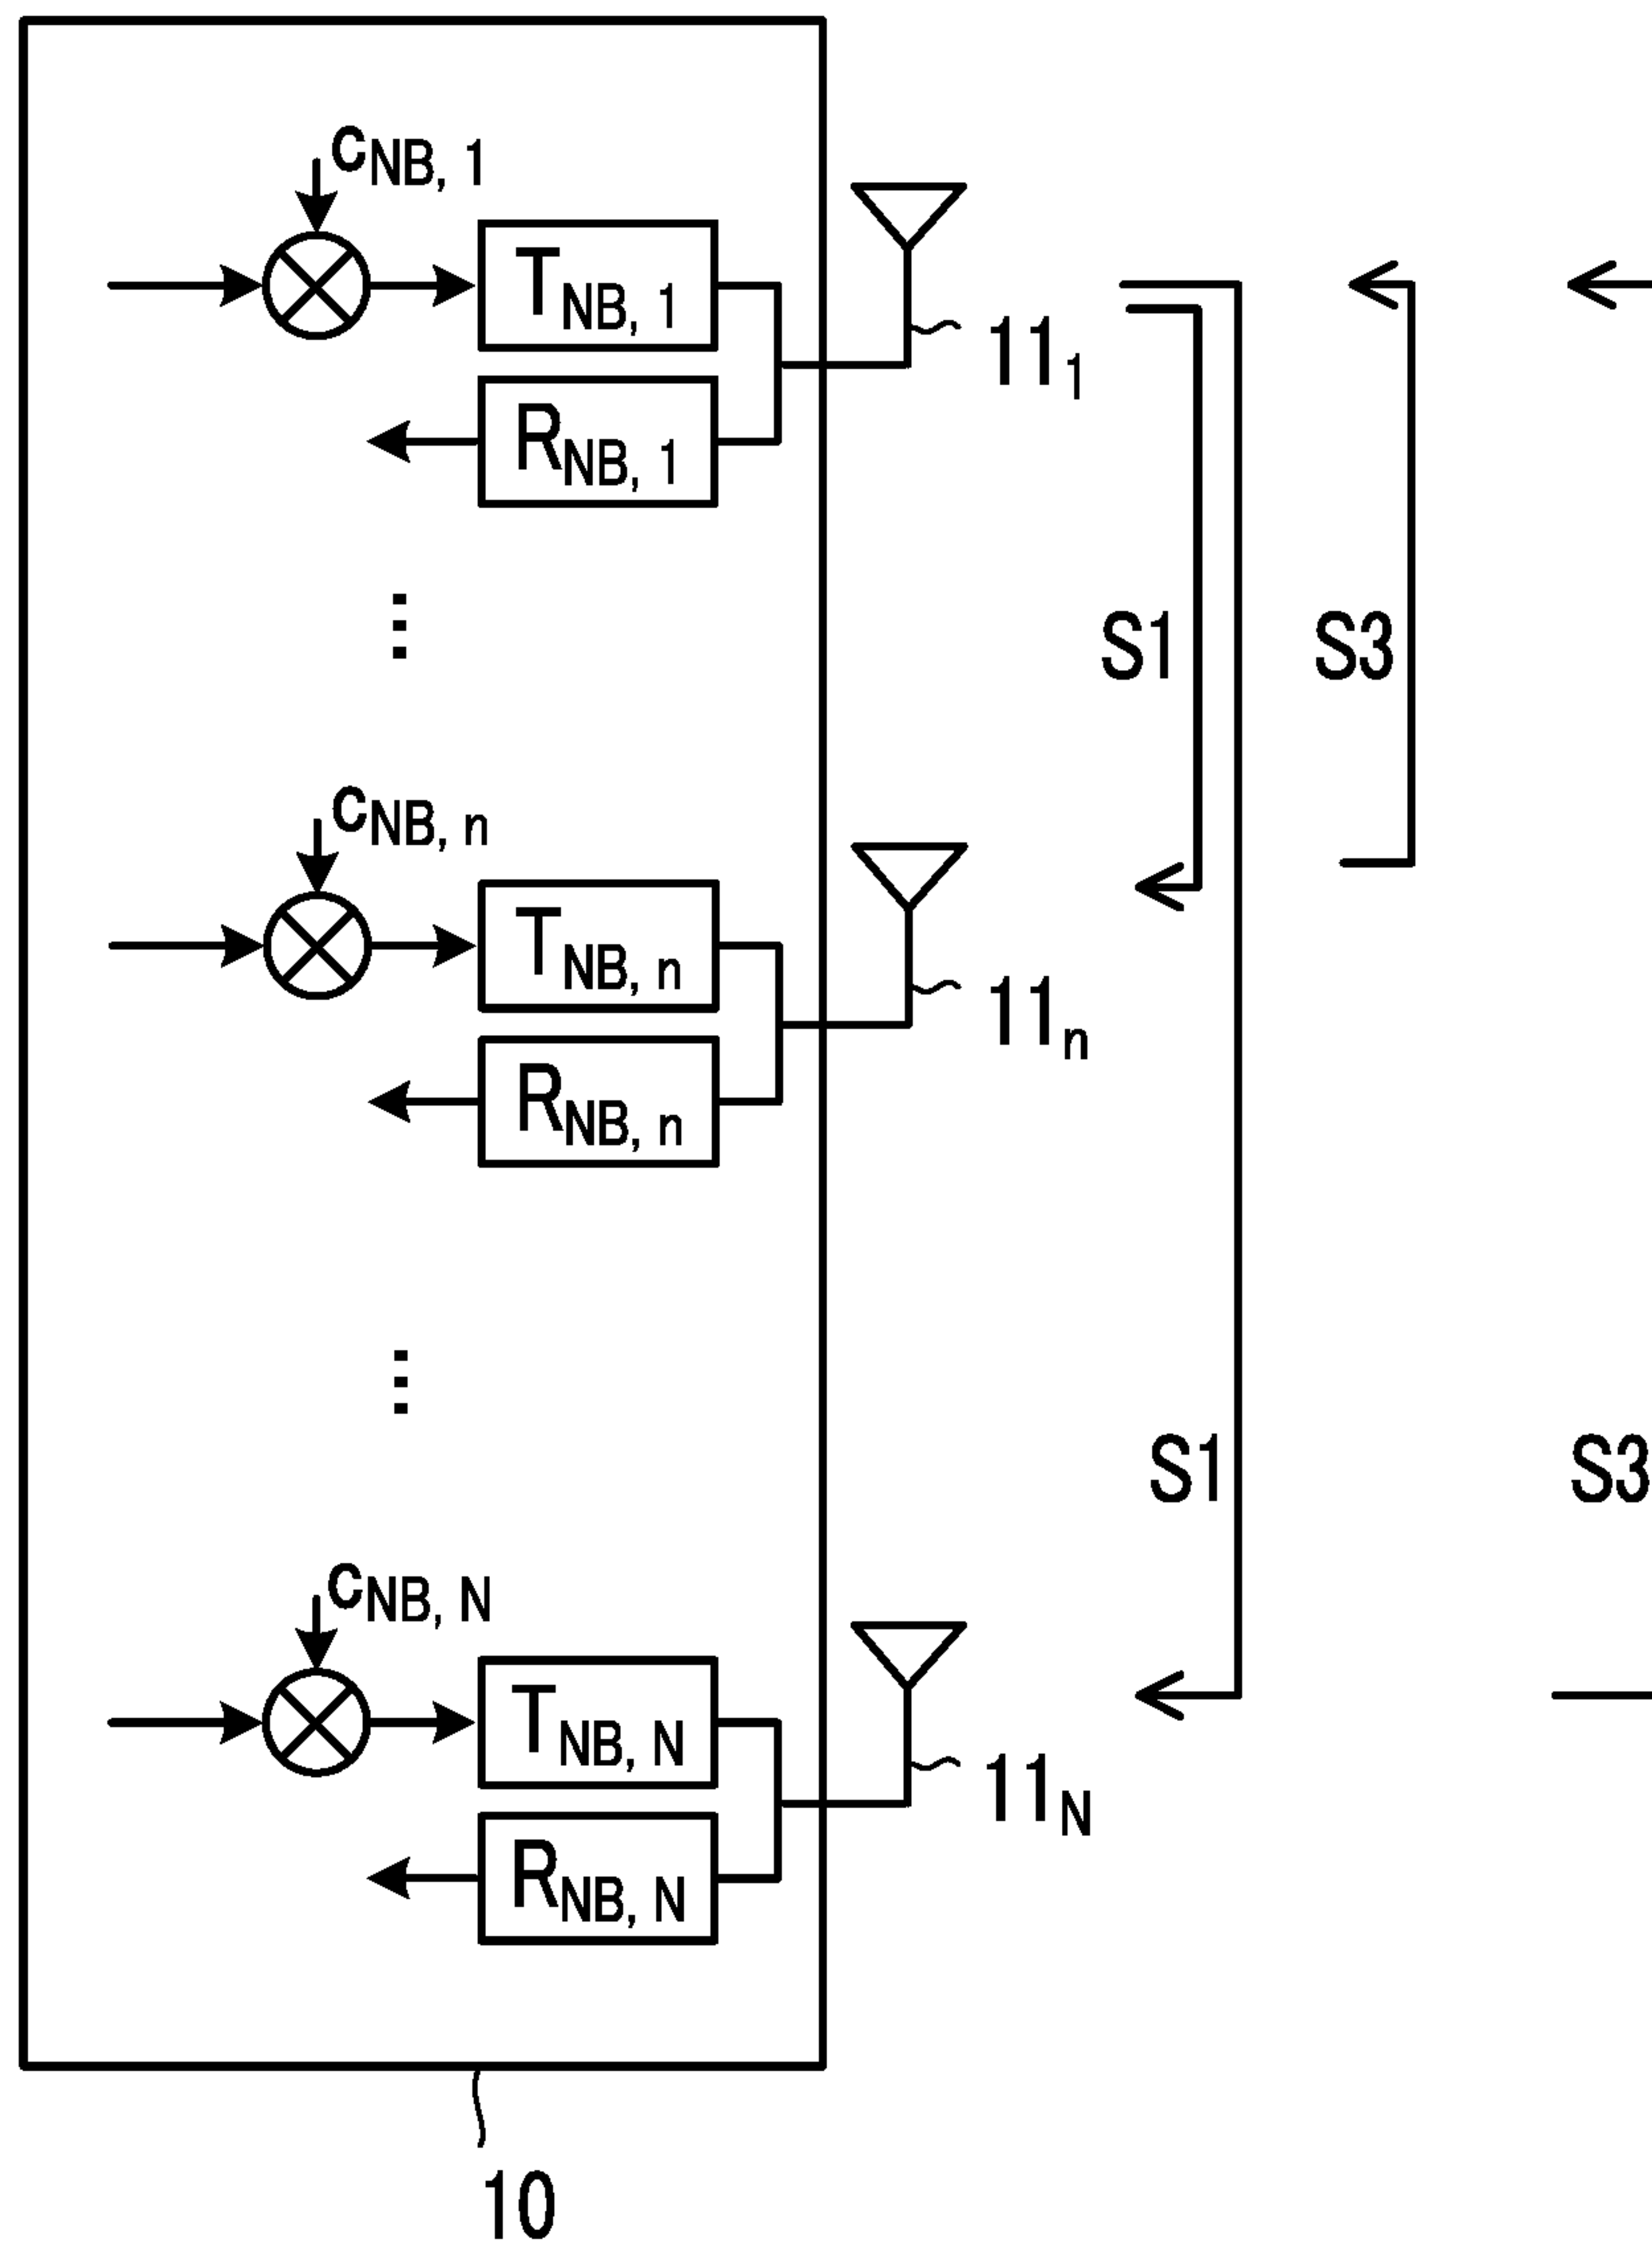 cNB, 1
TNB, 1
111
RNB, 1
S1
S3
cNB, n
TNB, n
11n
RNB, n
S1
S3
cNB, N
TNB, N
11N
RNB, N
10